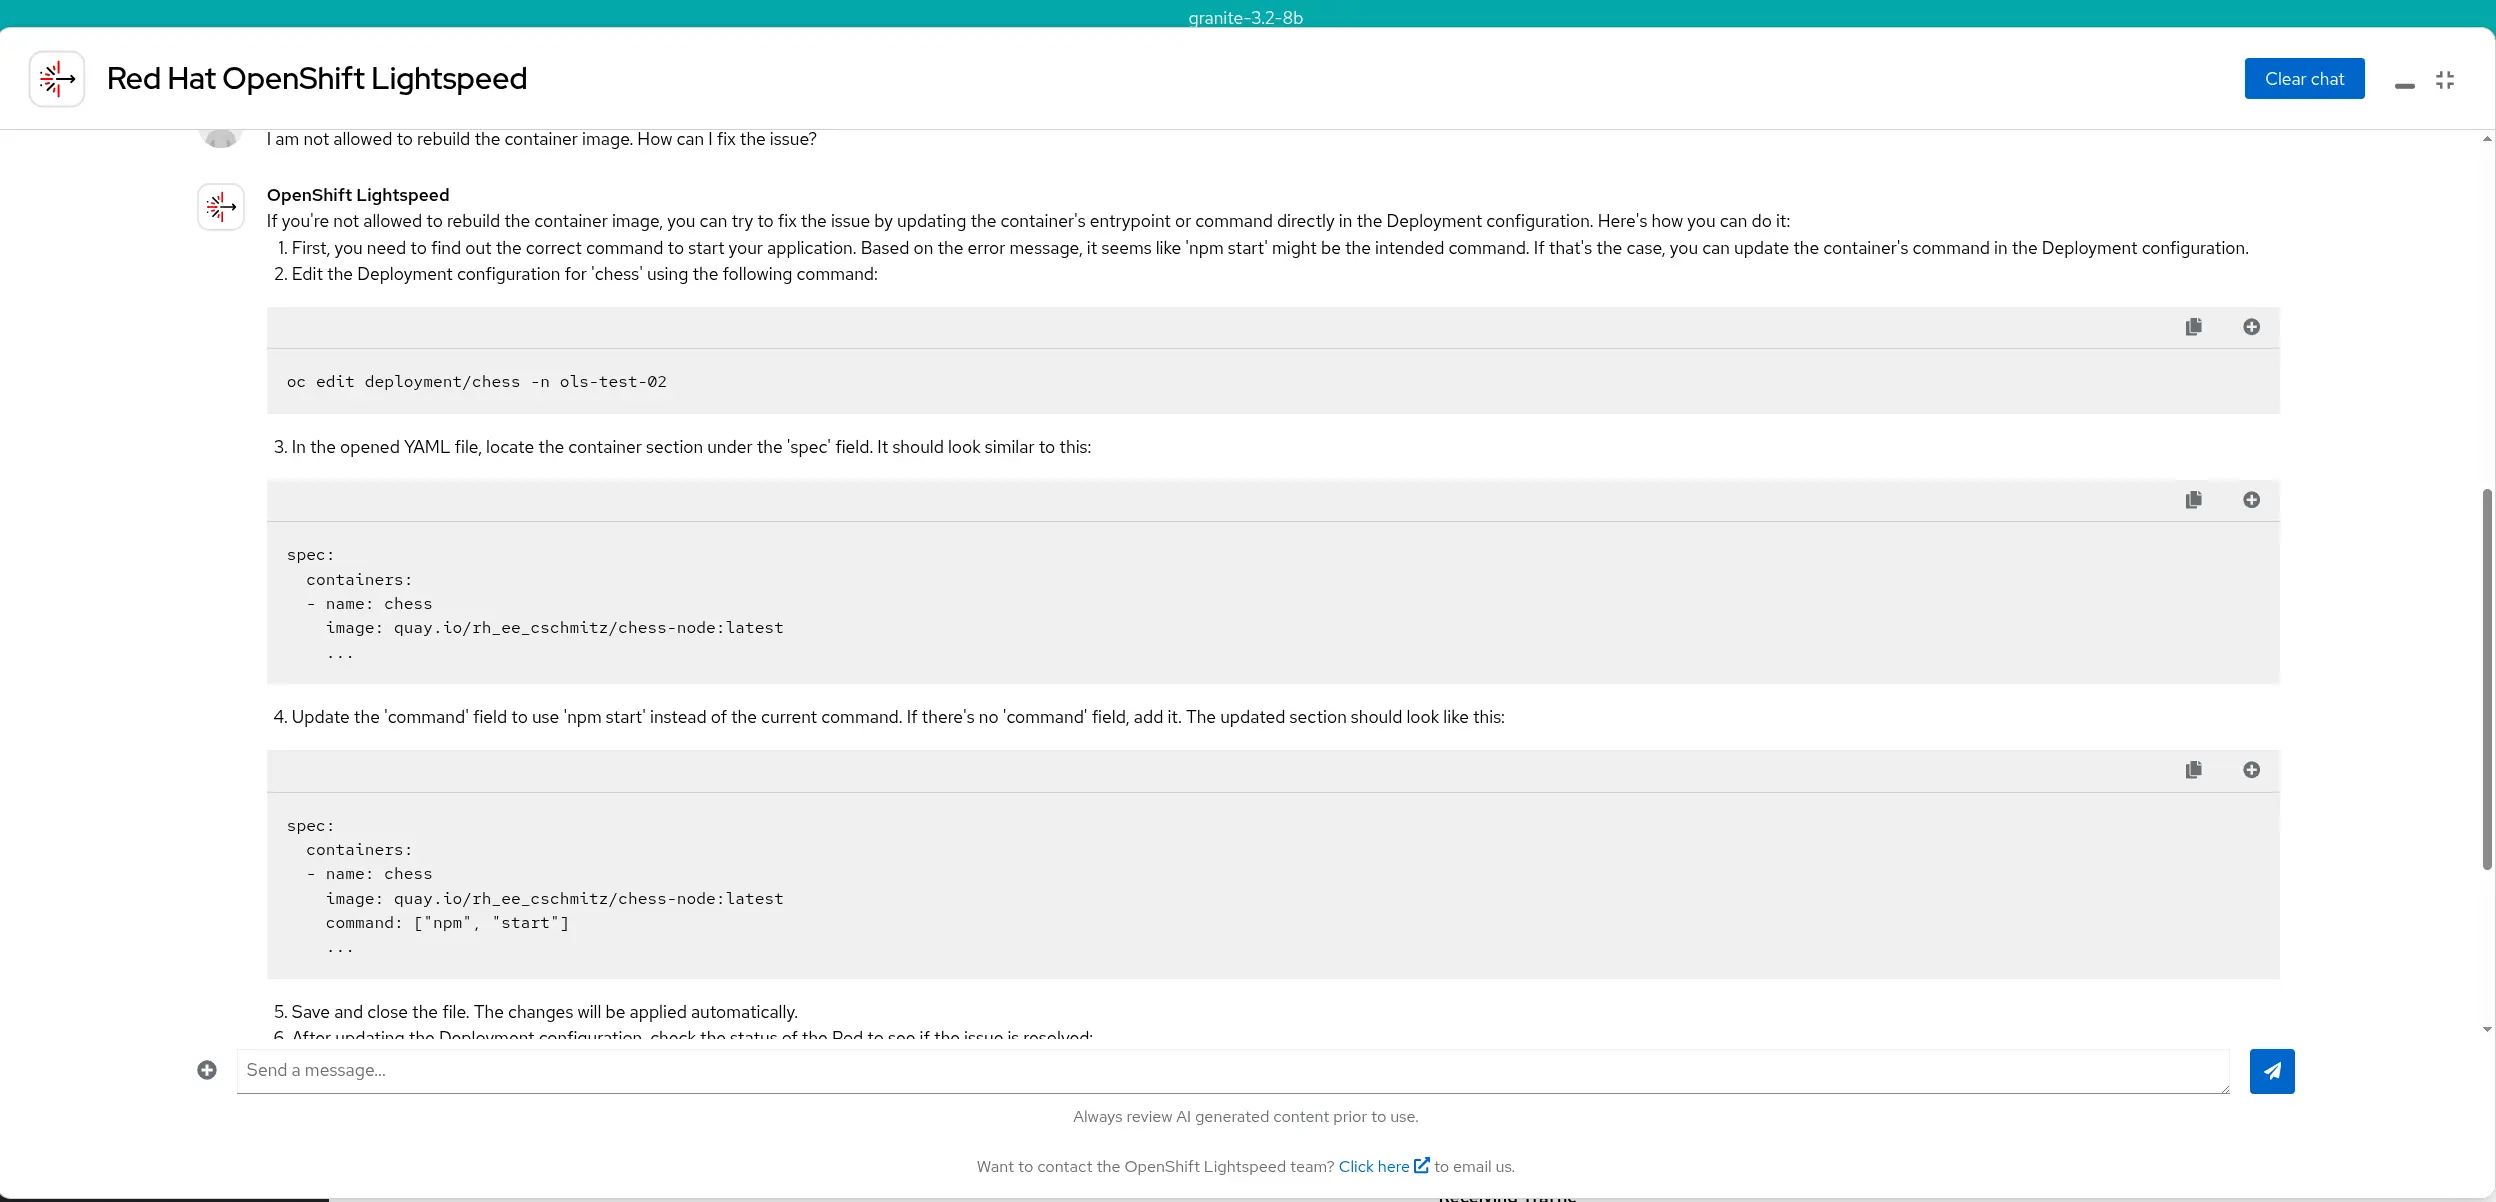 granite-3.2-8b
Red Hat OpenShift Lightspeed
Clear chat
I am not allowed to rebuild the container image. How can I fix the issue?
OpenShift Lightspeed
If you're not allowed to rebuild the container image, you can try to fix the issue by updating the container's entrypoint or command directly in the Deployment configuration. Here's how you can do it:
1. First, you need to find out the correct command to start your application. Based on the error message, it seems like 'npm start' might be the intended command. If that's the case, you can update the container's command in the Deployment configuration.
2. Edit the Deployment configuration for 'chess' using the following command:
oc edit deployment/chess -n ols-test-02
3. In the opened YAML file, locate the container section under the 'spec' field. It should look similar to this:
spec:
  containers:
  - name: chess
    image: quay.io/rh_ee_cschmitz/chess-node:latest
    ...
4. Update the 'command' field to use 'npm start' instead of the current command. If there's no 'command' field, add it. The updated section should look like this:
spec:
  containers:
  - name: chess
    image: quay.io/rh_ee_cschmitz/chess-node:latest
    command: ["npm", "start"]
    ...
5. Save and close the file. The changes will be applied automatically.
6. After updating the Deployment configuration, check the status of the Pod to see if the issue is resolved:
Send a message...
Always review AI generated content prior to use.
Want to contact the OpenShift Lightspeed team? Click here to email us.
Receiving Traffic